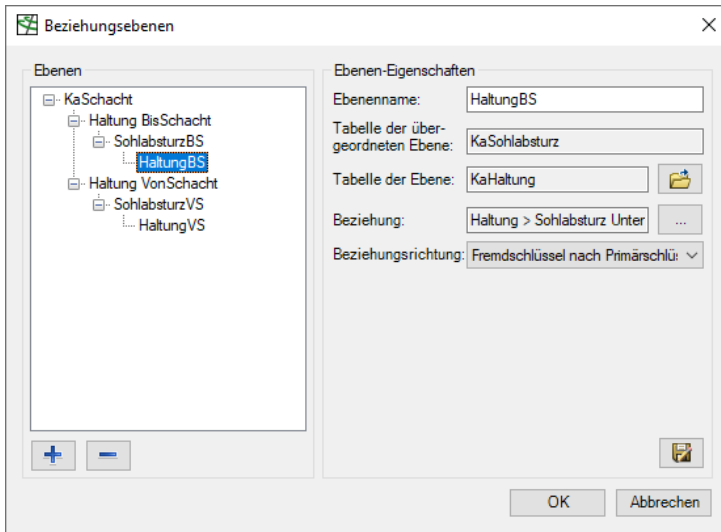 Beziehungsebenen
Ebenen
KaSchacht
Haltung BisSchacht
SohlabsturzBS
HaltungBS
Haltung VonSchacht
SohlabsturzVS
HaltungVS
Ebenen-Eigenschaften
Ebenenname: HaltungBS
Tabelle der über-
geordneten Ebene: KaSohlabsturz
Tabelle der Ebene: KaHaltung
Beziehung: Haltung > Sohlabsturz Unter ...
Beziehungsrichtung: Fremdschlüssel nach Primärschlü
OK Abbrechen